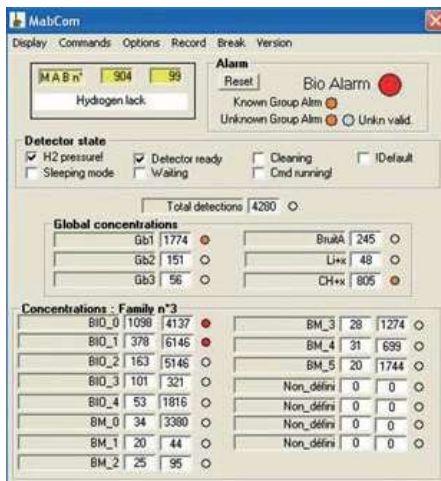 MabCom
Display Commands Options Record Break Version
MAB n° 904 99
Hydrogen lack
Alarm
Reset Bio Alarm
Known Group Alrm
Unknown Group Alrm Unkn valid.
Detector state
H2 pressure! Detector ready Cleaning !Default
Sleeping mode Waiting Cmd running!
Total detections 4280
Global concentrations
Gb1 1774 BruitA 245
Gb2 151 Li+x 48
Gb3 56 CH+x 805
Concentrations : Family n°3
BIO_0 1098 4137 BM_3 28 1274
BIO_1 378 6146 BM_4 31 699
BIO_2 163 5146 BM_5 20 1744
BIO_3 101 321 Non_défini 0 0
BIO_4 53 1816 Non_défini 0 0
BM_0 34 3380 Non_défini 0 0
BM_1 20 44 Non_défini 0 0
BM_2 25 95